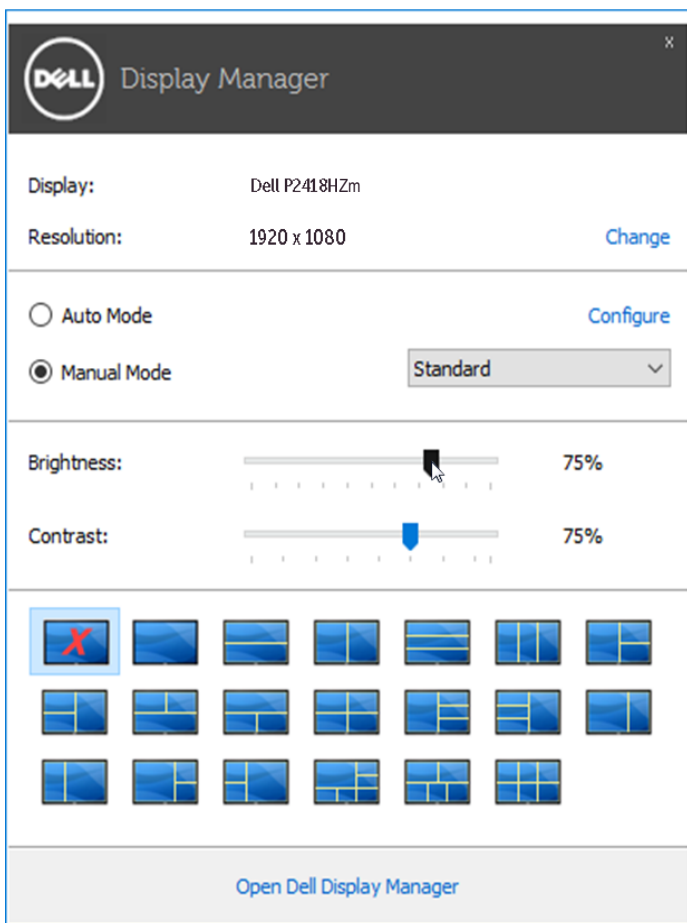 x
DELL Display Manager
Display: Dell P2418HZm
Resolution: 1920 x 1080 Change
Auto Mode Configure
Manual Mode Standard
Brightness: 75%
Contrast: 75%
Open Dell Display Manager